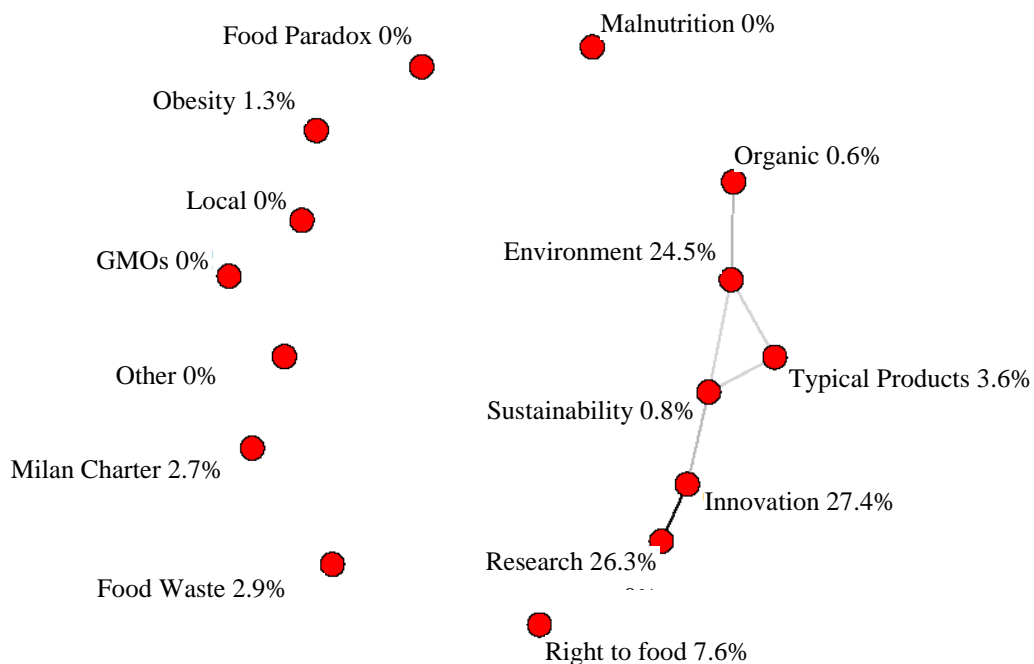 Malnutrition 0%
Food Paradox 0%
Obesity 1.3%
Organic 0.6%
Local 0%
Environment 24.5%
GMOs 0%
Other 0%
Typical Products 3.6%
Sustainability 0.8%
Milan Charter 2.7%
Innovation 27.4%
Research 26.3%
Food Waste 2.9%
Right to food 7.6%